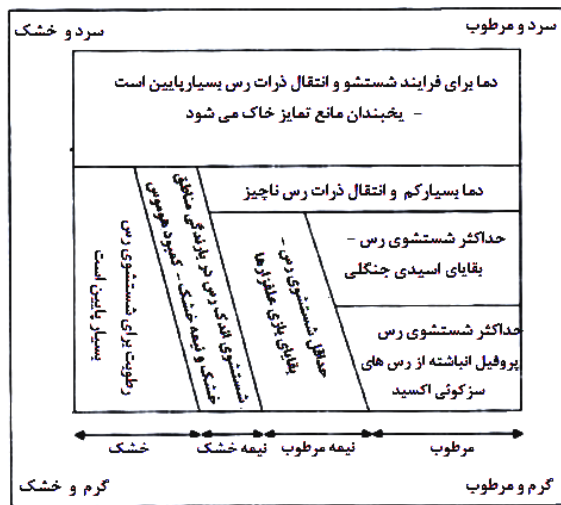 سرد و مرطوب
سرد و خشک
دما برای فرایند شستشو و انتقال ذرات رس بسیارپایین است
– یخبندان مانع تمایز خاک می شود
دما بسیارکم و انتقال ذرات رس ناچیز
حداکثر شستشوی رس –
بقایای اسیدی جنگلی
حداکثر شستشوی رس
پروفیل انباشته از رس های
سزکوئی اکسید
حداقل شستشوی رس –
بقایای بازی علفزارها
شستشوی اندک رس در بارندگی مناطق
خشک و نیمه خشک – کمبود هوموس
رطوبت برای شستشوی رس
بسیار پایین است
مرطوب
نیمه مرطوب
نیمه خشک
خشک
گرم و مرطوب
گرم و خشک